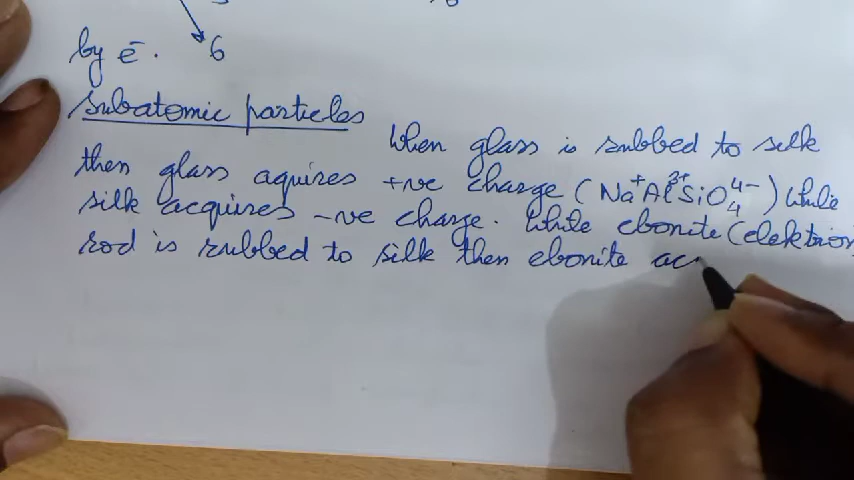 by e⁻. 6
subatomic particles
When glass is rubbed to silk
then glass aquires +ve charge (Na⁺Al³⁺SiO₄⁴⁻) while
silk acquires -ve charge. While ebonite (elektron
rod is rubbed to silk then ebonite ac